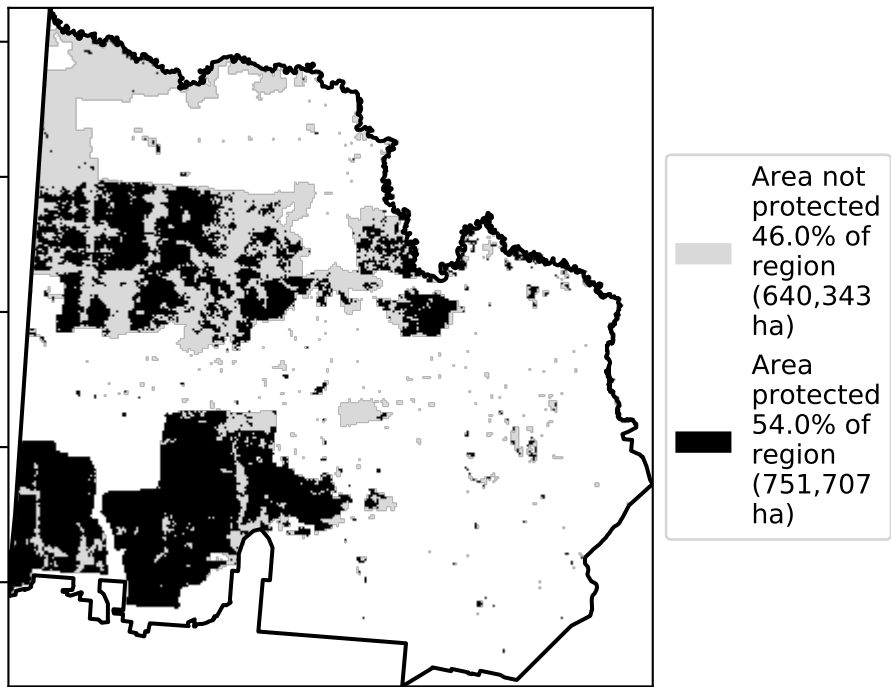 Area not
protected
46.0% of
region
(640,343
ha)
Area
protected
54.0% of
region
(751,707
ha)